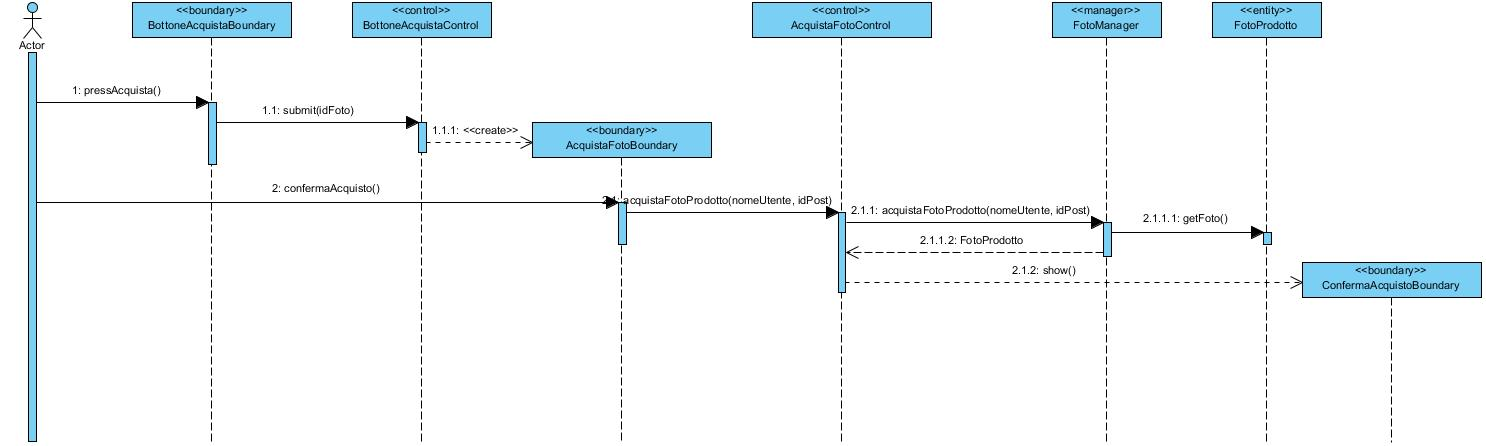 <<boundary>>
BottoneAcquistaBoundary
<<control>>
BottoneAcquistaControl
<<control>>
AcquistaFotoControl
<<manager>>
FotoManager
<<entity>>
FotoProdotto
Actor
1: pressAcquista()
1.1: submit(idFoto)
1.1.1: <<create>>
<<boundary>>
AcquistaFotoBoundary
2: confermaAcquisto()
2.1: acquistaFotoProdotto(nomeUtente, idPost)
2.1.1: acquistaFotoProdotto(nomeUtente, idPost)
2.1.1.1: getFoto()
2.1.1.2: FotoProdotto
2.1.2: show()
<<boundary>>
ConfermaAcquistoBoundary